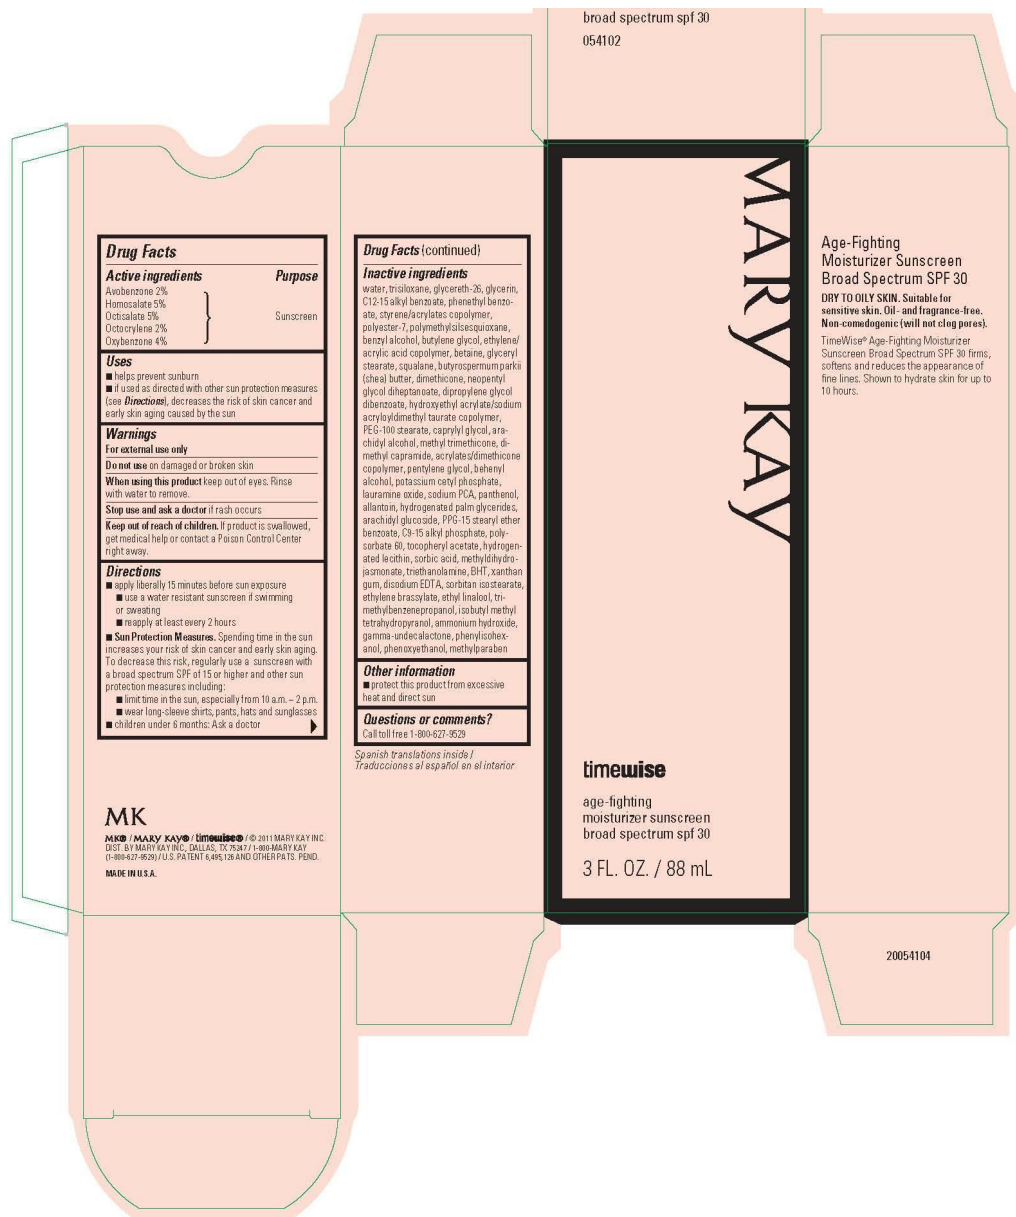 broad spectrum spf 30
054102
Drug Facts
Active ingredients Purpose
Avobenzone 2%
Homosalate 5%
Octisalate 5% Sunscreen
Octocrylene 2%
Oxybenzone 4%
Uses
■ helps prevent sunburn
■ if used as directed with other sun protection measures
(see Directions), decreases the risk of skin cancer and
early skin aging caused by the sun
Warnings
For external use only
Do not use on damaged or broken skin
When using this product keep out of eyes. Rinse
with water to remove.
Stop use and ask a doctor if rash occurs
Keep out of reach of children. If product is swallowed,
get medical help or contact a Poison Control Center
right away.
Directions
■ apply liberally 15 minutes before sun exposure
■ use a water resistant sunscreen if swimming
or sweating
■ reapply at least every 2 hours
■ Sun Protection Measures. Spending time in the sun
increases your risk of skin cancer and early skin aging.
To decrease this risk, regularly use a sunscreen with
a broad spectrum SPF of 15 or higher and other sun
protection measures including:
■ limit time in the sun, especially from 10 a.m. – 2 p.m.
■ wear long-sleeve shirts, pants, hats and sunglasses
■ children under 6 months: Ask a doctor
MK
MK® / MARY KAY® / timewise® / © 2011 MARY KAY INC.
DIST. BY MARY KAY INC., DALLAS, TX 75247 / 1-800-MARY KAY
(1-800-627-9529) / U.S. PATENT 6,495,126 AND OTHER PATS. PEND.
MADE IN U.S.A.
Drug Facts (continued)
Inactive ingredients
water, trisiloxane, glycereth-26, glycerin,
C12-15 alkyl benzoate, phenethyl benzo-
ate, styrene/acrylates copolymer,
polyester-7, polymethylsilsesquioxane,
benzyl alcohol, butylene glycol, ethylene/
acrylic acid copolymer, betaine, glyceryl
stearate, squalane, butyrospermum parkii
(shea) butter, dimethicone, neopentyl
glycol diheptanoate, dipropylene glycol
dibenzoate, hydroxyethyl acrylate/sodium
acryloyldimethyl taurate copolymer,
PEG-100 stearate, caprylyl glycol, ara-
chidyl alcohol, methyl trimethicone, di-
methyl capramide, acrylates/dimethicone
copolymer, pentylene glycol, behenyl
alcohol, potassium cetyl phosphate,
lauramine oxide, sodium PCA, panthenol,
allantoin, hydrogenated palm glycerides,
arachidyl glucoside, PPG-15 stearyl ether
benzoate, C9-15 alkyl phosphate, poly-
sorbate 60, tocopheryl acetate, hydrogen-
ated lecithin, sorbic acid, methyldihydro-
jasmonate, triethanolamine, BHT, xanthan
gum, disodium EDTA, sorbitan isostearate,
ethylene brassylate, ethyl linalool, tri-
methylbenzenepropanol, isobutyl methyl
tetrahydropyranol, ammonium hydroxide,
gamma-undecalactone, phenylisohex-
anol, phenoxyethanol, methylparaben
Other information
■ protect this product from excessive
heat and direct sun
Questions or comments?
Call toll free 1-800-627-9529
Spanish translations inside /
Traducciones al español en el interior
MARY KAY
timewise
age-fighting
moisturizer sunscreen
broad spectrum spf 30
3 FL. OZ. / 88 mL
Age-Fighting
Moisturizer Sunscreen
Broad Spectrum SPF 30
DRY TO OILY SKIN. Suitable for
sensitive skin. Oil- and fragrance-free.
Non-comedogenic (will not clog pores).
TimeWise® Age-Fighting Moisturizer
Sunscreen Broad Spectrum SPF 30 firms,
softens and reduces the appearance of
fine lines. Shown to hydrate skin for up to
10 hours.
20054104